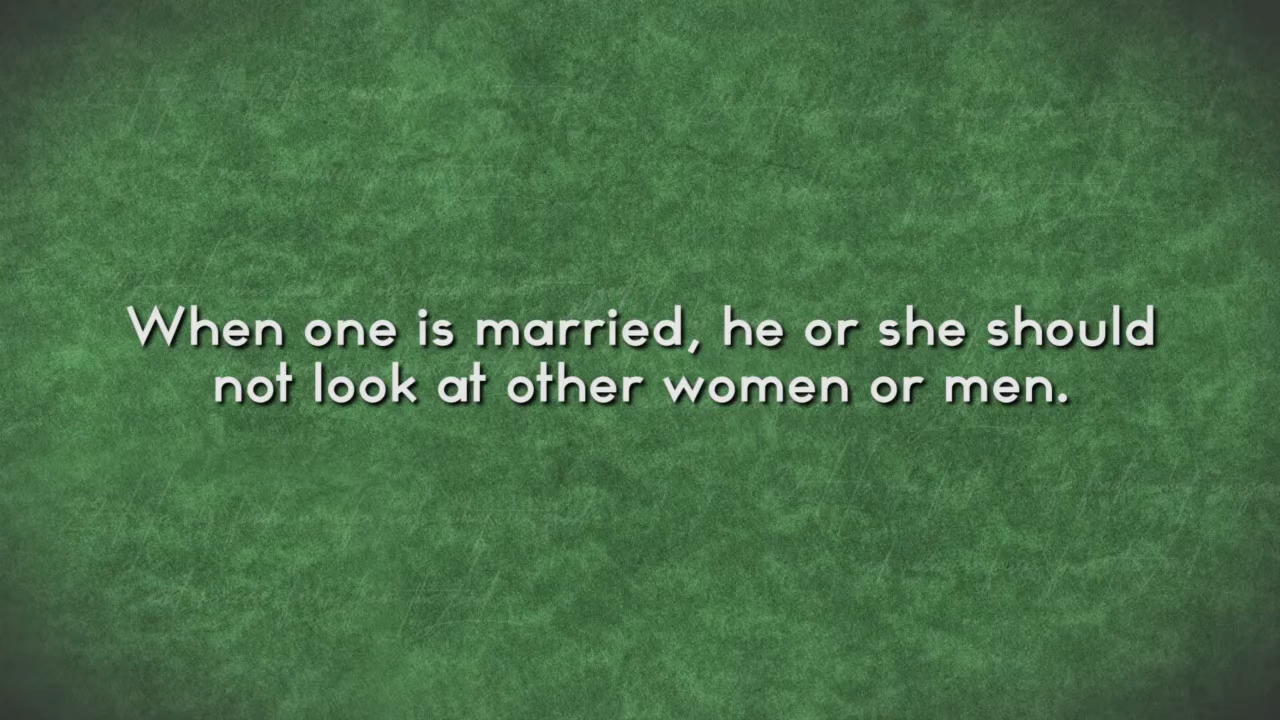 When one is married, he or she should
not look at other women or men.